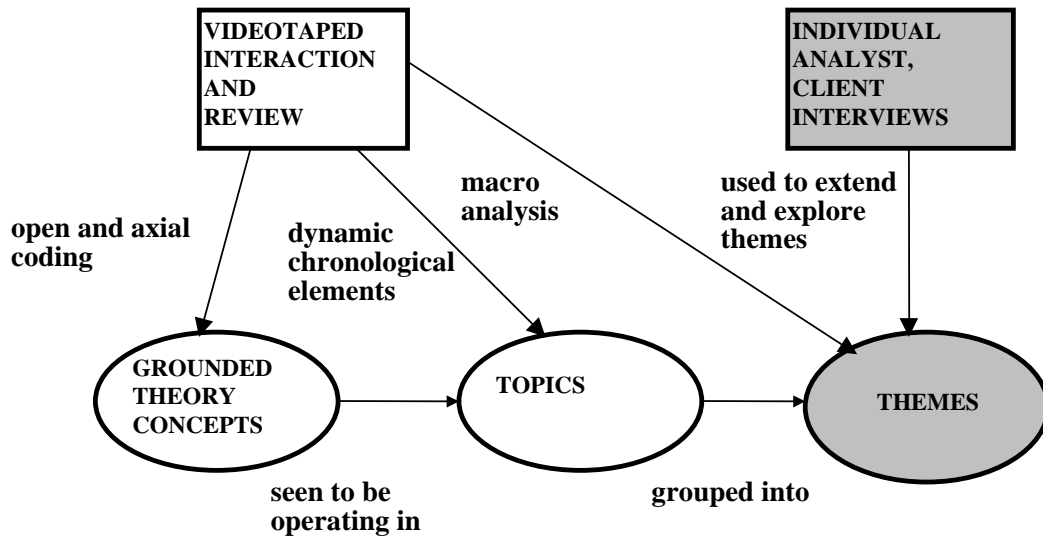 VIDEOTAPED
INTERACTION
AND
REVIEW
INDIVIDUAL
ANALYST,
CLIENT
INTERVIEWS
open and axial
coding
dynamic
chronological
elements
macro
analysis
used to extend
and explore
themes
GROUNDED
THEORY
CONCEPTS
TOPICS
THEMES
seen to be
operating in
grouped into